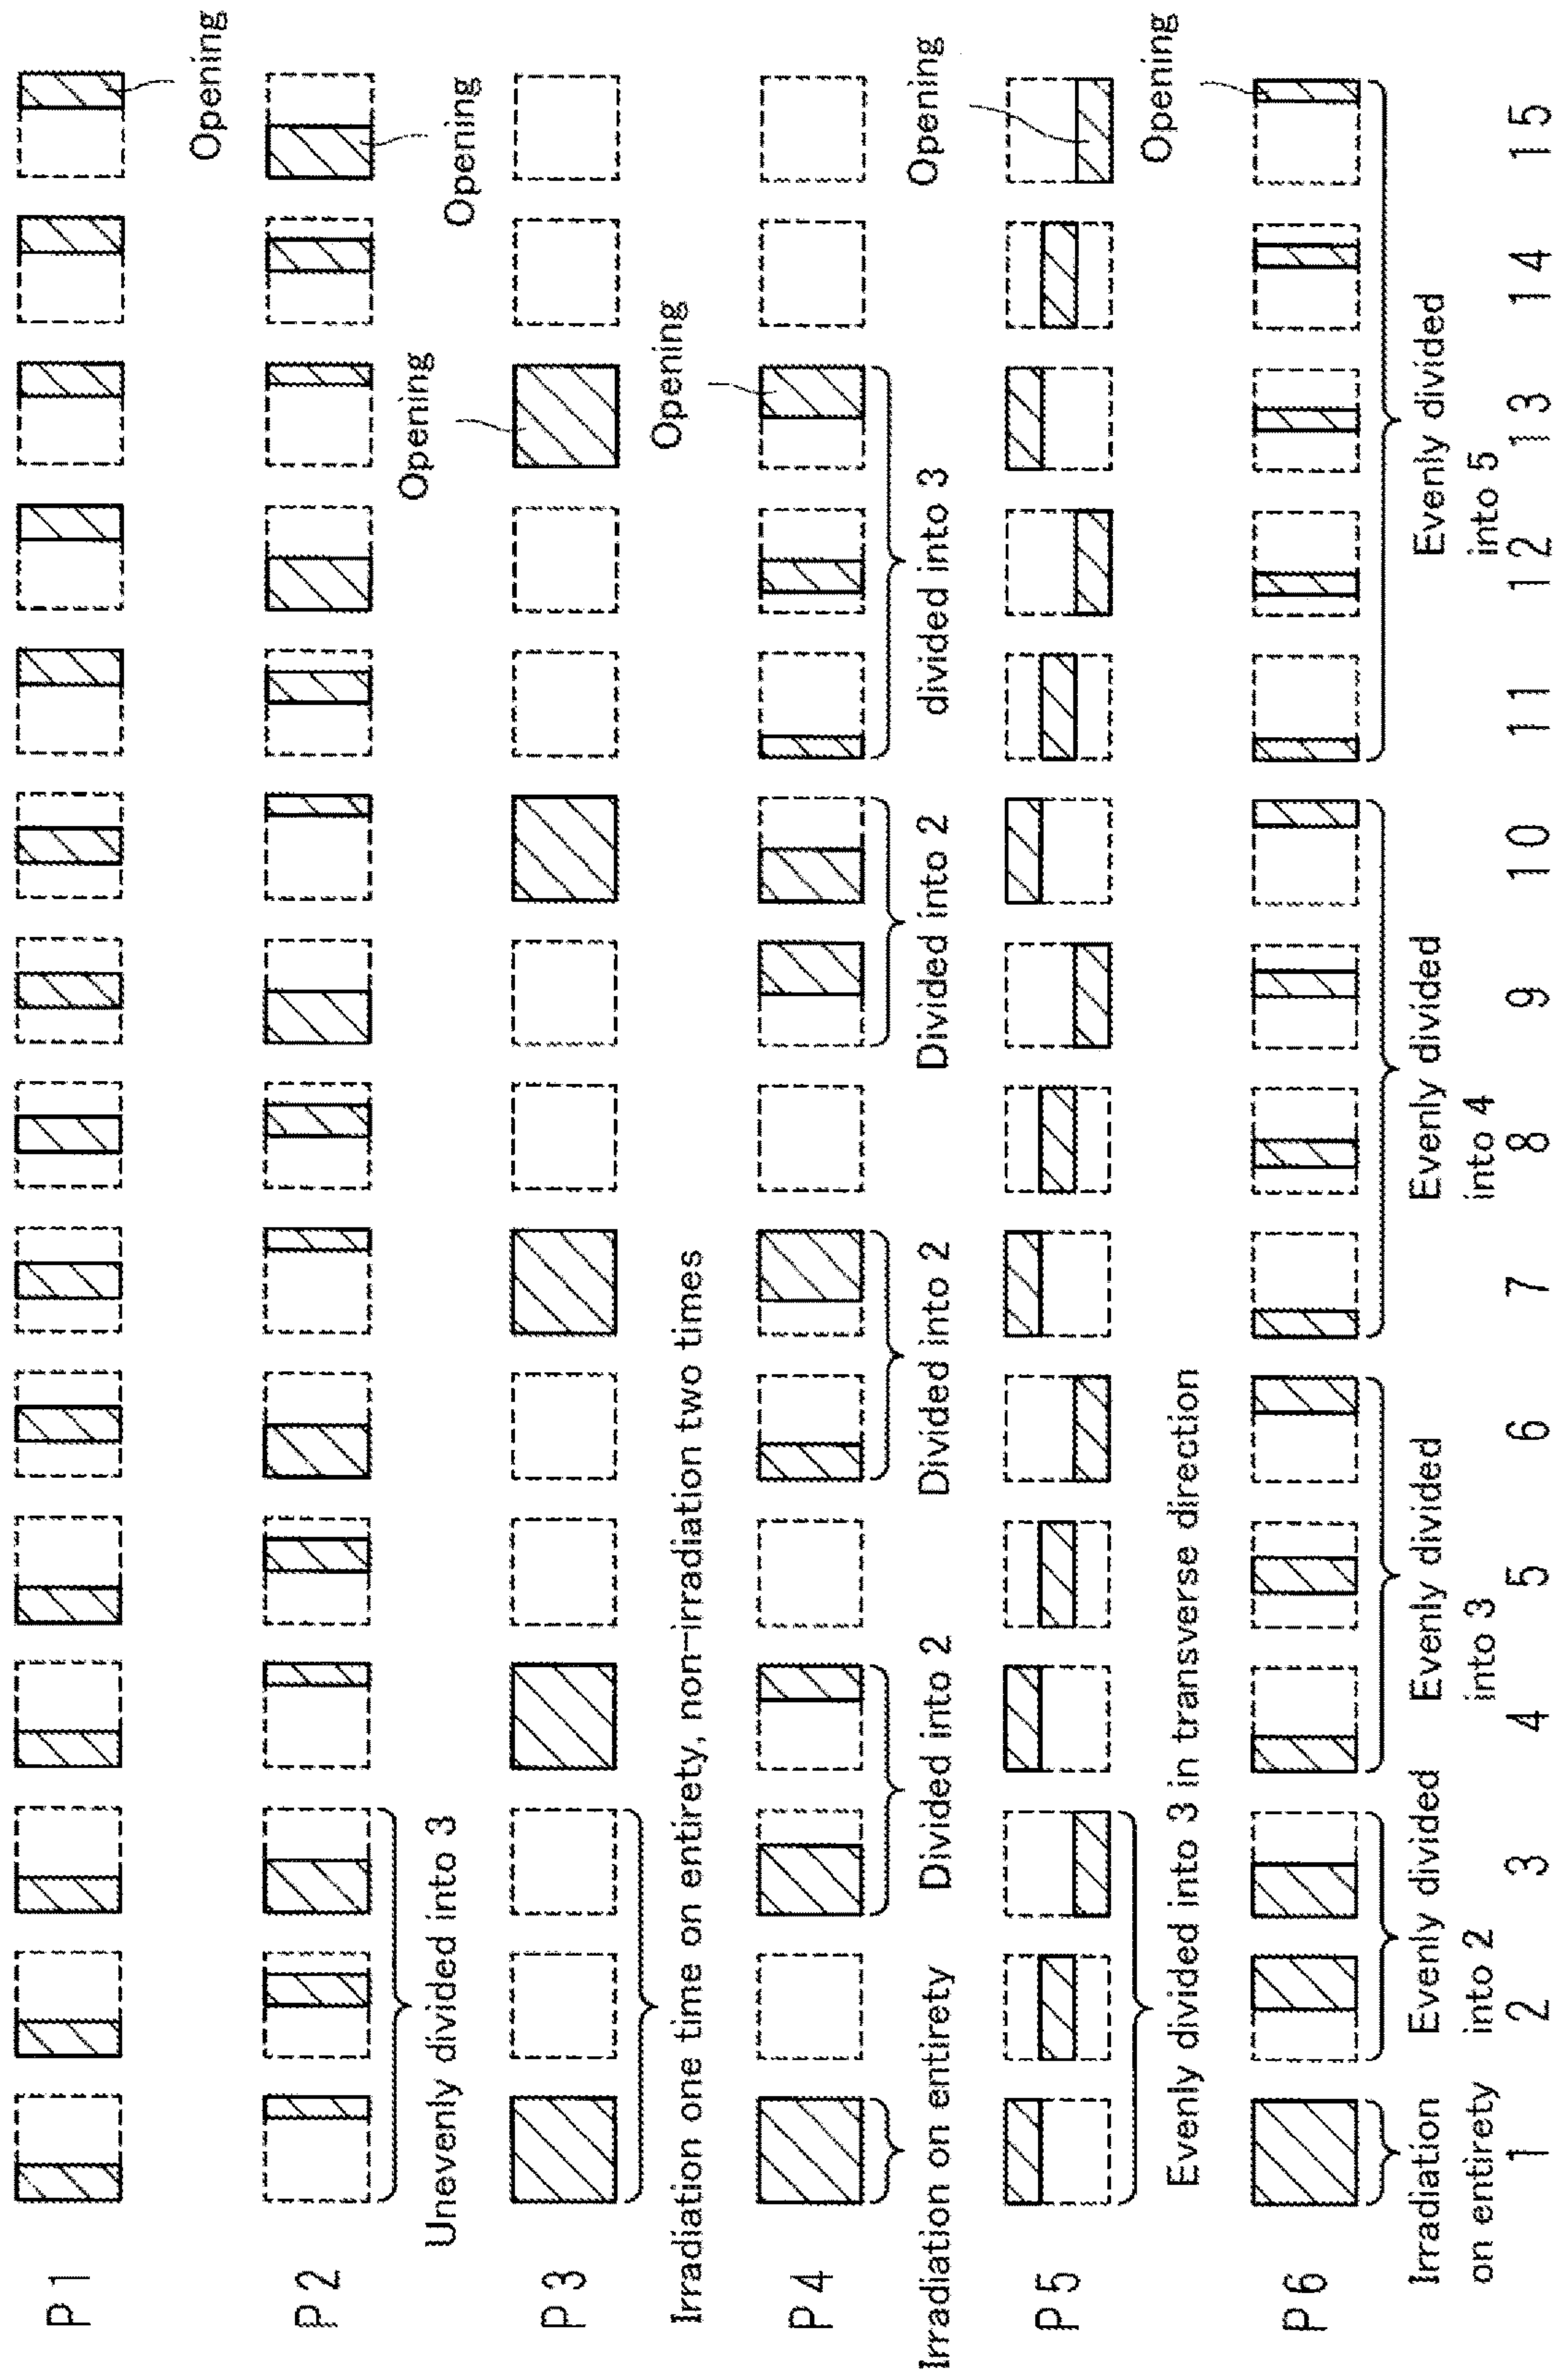 P1
Opening
P2
Opening
Unevenly divided into 3
P3
Opening
Irradiation one time on entirety, non-irradiation two times
P4
Opening
Irradiation on entirety
Divided into 2
Divided into 2
Divided into 2
divided into 3
P5
Opening
Evenly divided into 3 in transverse direction
P6
Opening
Irradiation
on entirety
Evenly divided
into 2
Evenly divided
into 3
Evenly divided
into 4
Evenly divided
into 5
1 2 3 4 5 6 7 8 9 10 11 12 13 14 15